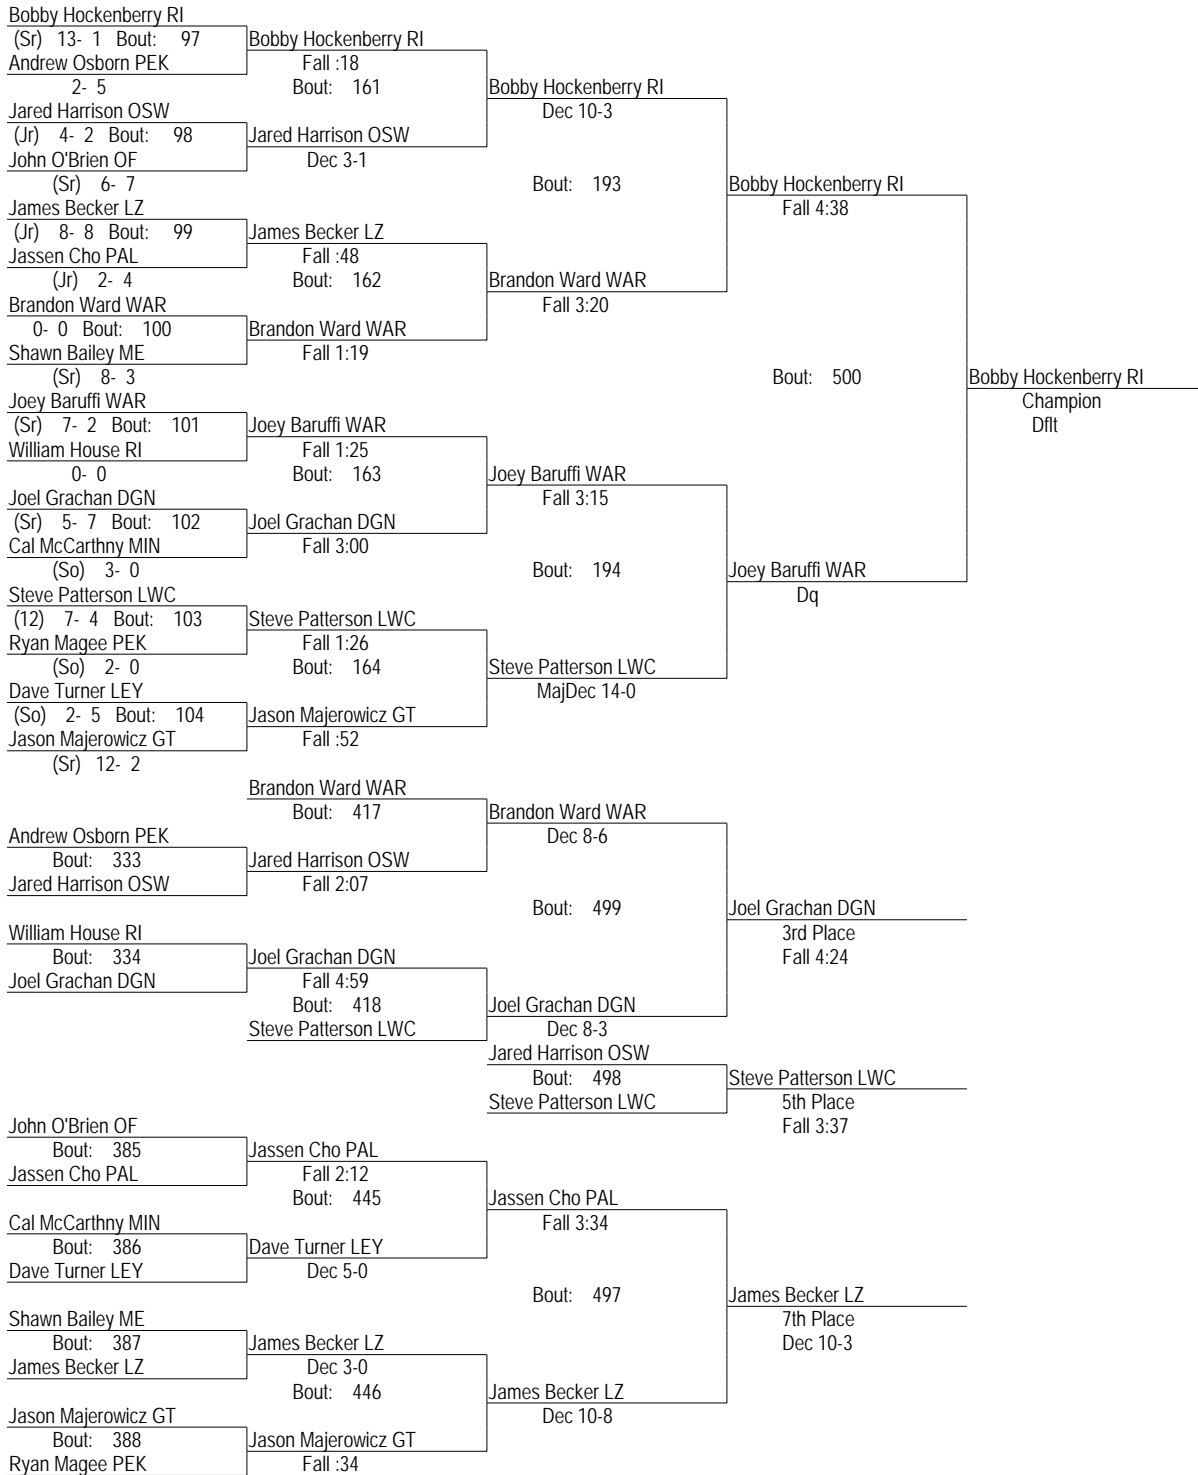 Bobby Hockenberry RI
(Sr) 13- 1 Bout: 97 Bobby Hockenberry RI
Andrew Osborn PEK Fall :18
2- 5 Bout: 161 Bobby Hockenberry RI
Jared Harrison OSW Dec 10-3
(Jr) 4- 2 Bout: 98 Jared Harrison OSW
John O'Brien OF Dec 3-1
(Sr) 6- 7 Bout: 193 Bobby Hockenberry RI
James Becker LZ Fall 4:38
(Jr) 8- 8 Bout: 99 James Becker LZ
Jassen Cho PAL Fall :48
(Jr) 2- 4 Bout: 162 Brandon Ward WAR
Brandon Ward WAR Fall 3:20
0- 0 Bout: 100 Brandon Ward WAR
Shawn Bailey ME Fall 1:19
(Sr) 8- 3 Bout: 500 Bobby Hockenberry RI
Joey Baruffi WAR Champion
(Sr) 7- 2 Bout: 101 Joey Baruffi WAR Dflt
William House RI Fall 1:25
0- 0 Bout: 163 Joey Baruffi WAR
Joel Grachan DGN Fall 3:15
(Sr) 5- 7 Bout: 102 Joel Grachan DGN
Cal McCarthny MIN Fall 3:00
(So) 3- 0 Bout: 194 Joey Baruffi WAR
Steve Patterson LWC Dq
(12) 7- 4 Bout: 103 Steve Patterson LWC
Ryan Magee PEK Fall 1:26
(So) 2- 0 Bout: 164 Steve Patterson LWC
Dave Turner LEY MajDec 14-0
(So) 2- 5 Bout: 104 Jason Majerowicz GT
Jason Majerowicz GT Fall :52
(Sr) 12- 2
Brandon Ward WAR
Bout: 417 Brandon Ward WAR
Andrew Osborn PEK Dec 8-6
Bout: 333 Jared Harrison OSW
Jared Harrison OSW Fall 2:07
Bout: 499 Joel Grachan DGN
William House RI 3rd Place
Bout: 334 Joel Grachan DGN Fall 4:24
Joel Grachan DGN Fall 4:59
Bout: 418 Joel Grachan DGN
Steve Patterson LWC Dec 8-3
Jared Harrison OSW
Bout: 498 Steve Patterson LWC
Steve Patterson LWC 5th Place
John O'Brien OF Fall 3:37
Bout: 385 Jassen Cho PAL
Jassen Cho PAL Fall 2:12
Bout: 445 Jassen Cho PAL
Cal McCarthny MIN Fall 3:34
Bout: 386 Dave Turner LEY
Dave Turner LEY Dec 5-0
Bout: 497 James Becker LZ
Shawn Bailey ME 7th Place
Bout: 387 James Becker LZ Dec 10-3
James Becker LZ Dec 3-0
Bout: 446 James Becker LZ
Jason Majerowicz GT Dec 10-8
Bout: 388 Jason Majerowicz GT
Ryan Magee PEK Fall :34